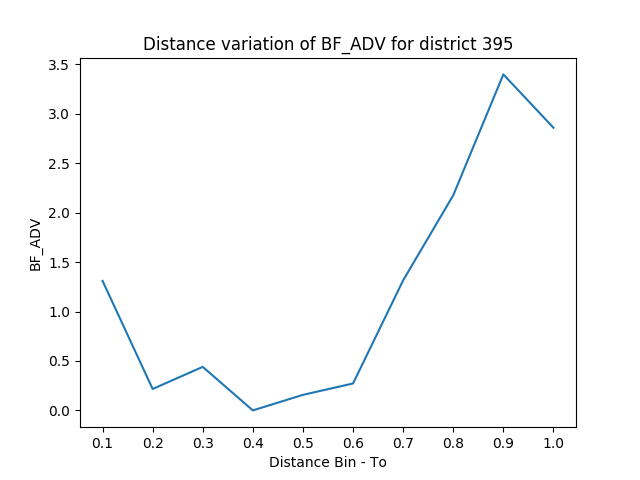 Distance variation of BF_ADV for district 395
3.5
3.0
2.5
2.0
1.5
1.0
0.5
0.0
BF_ADV
0.1 0.2 0.3 0.4 0.5 0.6 0.7 0.8 0.9 1.0
Distance Bin - To